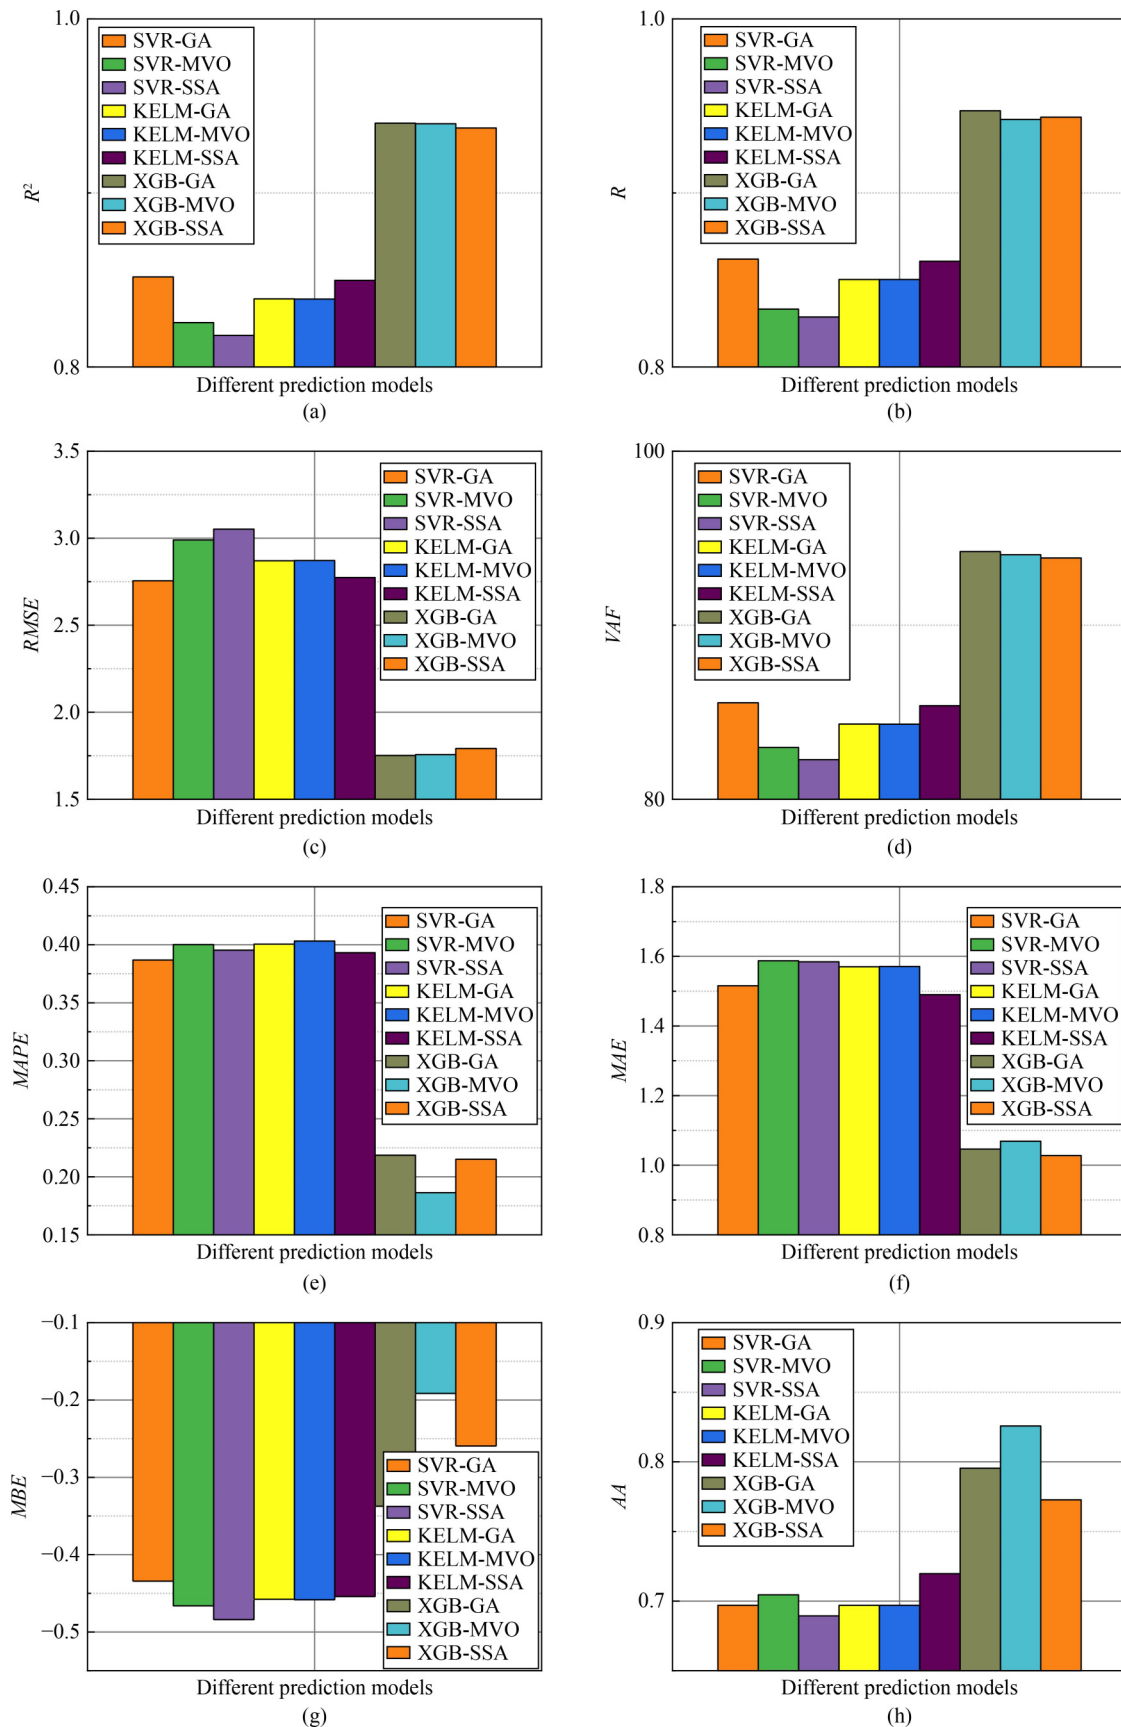 R²
1.0
0.8
SVR-GA
SVR-MVO
SVR-SSA
KELM-GA
KELM-MVO
KELM-SSA
XGB-GA
XGB-MVO
XGB-SSA
Different prediction models
(a)
R
1.0
0.8
SVR-GA
SVR-MVO
SVR-SSA
KELM-GA
KELM-MVO
KELM-SSA
XGB-GA
XGB-MVO
XGB-SSA
Different prediction models
(b)
RMSE
3.5
3.0
2.5
2.0
1.5
SVR-GA
SVR-MVO
SVR-SSA
KELM-GA
KELM-MVO
KELM-SSA
XGB-GA
XGB-MVO
XGB-SSA
Different prediction models
(c)
VAF
100
80
SVR-GA
SVR-MVO
SVR-SSA
KELM-GA
KELM-MVO
KELM-SSA
XGB-GA
XGB-MVO
XGB-SSA
Different prediction models
(d)
MAPE
0.45
0.40
0.35
0.30
0.25
0.20
0.15
SVR-GA
SVR-MVO
SVR-SSA
KELM-GA
KELM-MVO
KELM-SSA
XGB-GA
XGB-MVO
XGB-SSA
Different prediction models
(e)
MAE
1.8
1.6
1.4
1.2
1.0
0.8
SVR-GA
SVR-MVO
SVR-SSA
KELM-GA
KELM-MVO
KELM-SSA
XGB-GA
XGB-MVO
XGB-SSA
Different prediction models
(f)
MBE
−0.1
−0.2
−0.3
−0.4
−0.5
SVR-GA
SVR-MVO
SVR-SSA
KELM-GA
KELM-MVO
KELM-SSA
XGB-GA
XGB-MVO
XGB-SSA
Different prediction models
(g)
AA
0.9
0.8
0.7
SVR-GA
SVR-MVO
SVR-SSA
KELM-GA
KELM-MVO
KELM-SSA
XGB-GA
XGB-MVO
XGB-SSA
Different prediction models
(h)